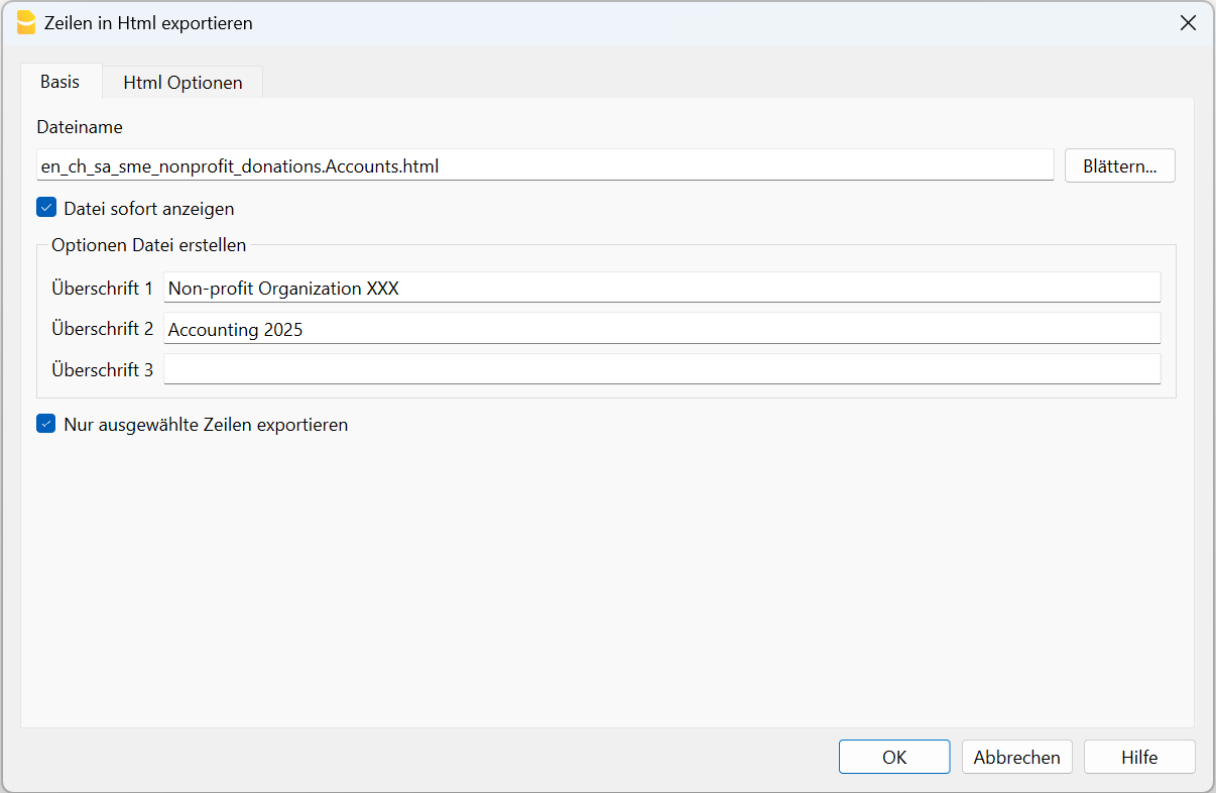 Zeilen in Html exportieren
Basis
Html Optionen
Dateiname
en_ch_sa_sme_nonprofit_donations.Accounts.html
Blättern...
Datei sofort anzeigen
Optionen Datei erstellen
Überschrift 1
Non-profit Organization XXX
Überschrift 2
Accounting 2025
Überschrift 3
Nur ausgewählte Zeilen exportieren
OK
Abbrechen
Hilfe